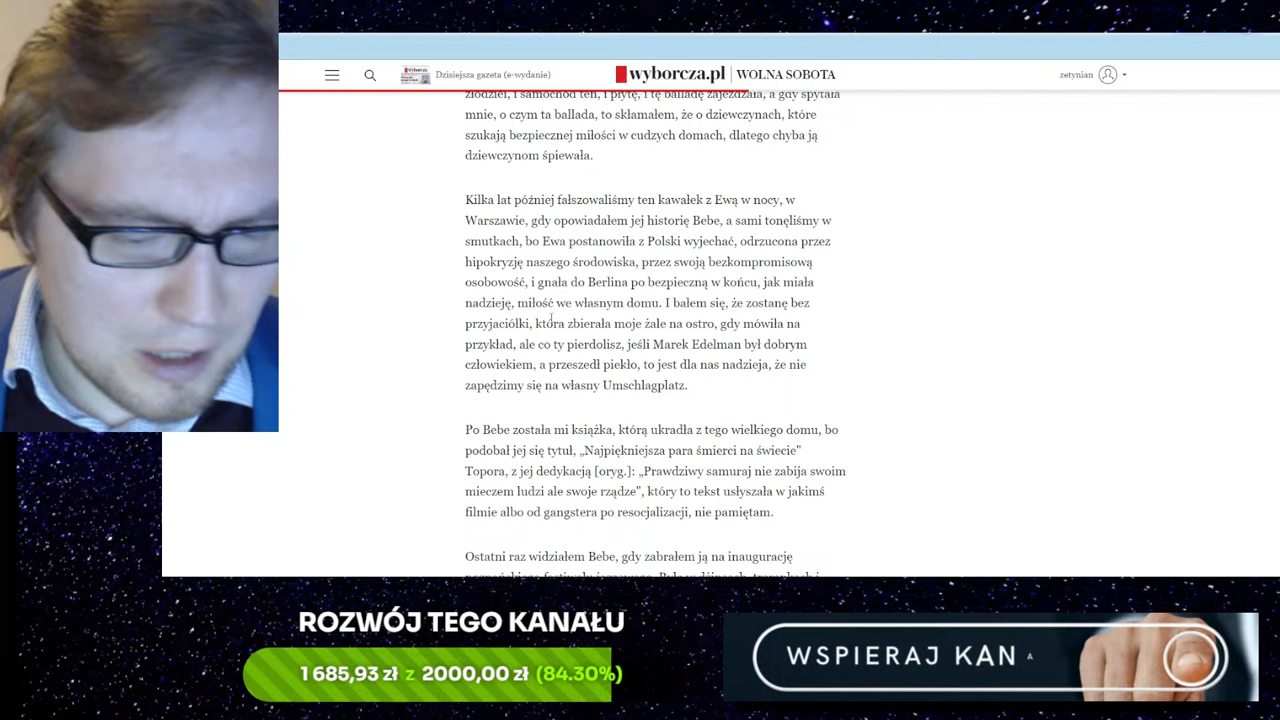 Dzisiejsza gazeta (e-wydanie)
wyborcza.pl | WOLNA SOBOTA
zetynian
złodziei, i samochód ten, i płytę, i tę balladę zajeżdżała, a gdy spytała
mnie, o czym ta ballada, to skłamałem, że o dziewczynach, które
szukają bezpiecznej miłości w cudzych domach, dlatego chyba ją
dziewczynom śpiewała.
Kilka lat później fałszowaliśmy ten kawałek z Ewą w nocy, w
Warszawie, gdy opowiadałem jej historię Bebe, a sami tonęliśmy w
smutkach, bo Ewa postanowiła z Polski wyjechać, odrzucona przez
hipokryzję naszego środowiska, przez swoją bezkompromisową
osobowość, i gnała do Berlina po bezpieczną w końcu, jak miała
nadzieję, miłość we własnym domu. I bałem się, że zostanę bez
przyjaciółki, która zbierała moje żale na ostro, gdy mówiła na
przykład, ale co ty pierdolisz, jeśli Marek Edelman był dobrym
człowiekiem, a przeszedł piekło, to jest dla nas nadzieja, że nie
zapędzimy się na własny Umschlagplatz.
Po Bebe została mi książka, którą ukradła z tego wielkiego domu, bo
podobał jej się tytuł, „Najpiękniejsza para śmierci na świecie"
Topora, z jej dedykacją [oryg.]: „Prawdziwy samuraj nie zabija swoim
mieczem ludzi ale swoje rządze", który to tekst usłyszała w jakimś
filmie albo od gangstera po resocjalizacji, nie pamiętam.
Ostatni raz widziałem Bebe, gdy zabrałem ją na inaugurację
ROZWÓJ TEGO KANAŁU
1 685,93 zł z 2000,00 zł (84.30%)
WSPIERAJ KAN A